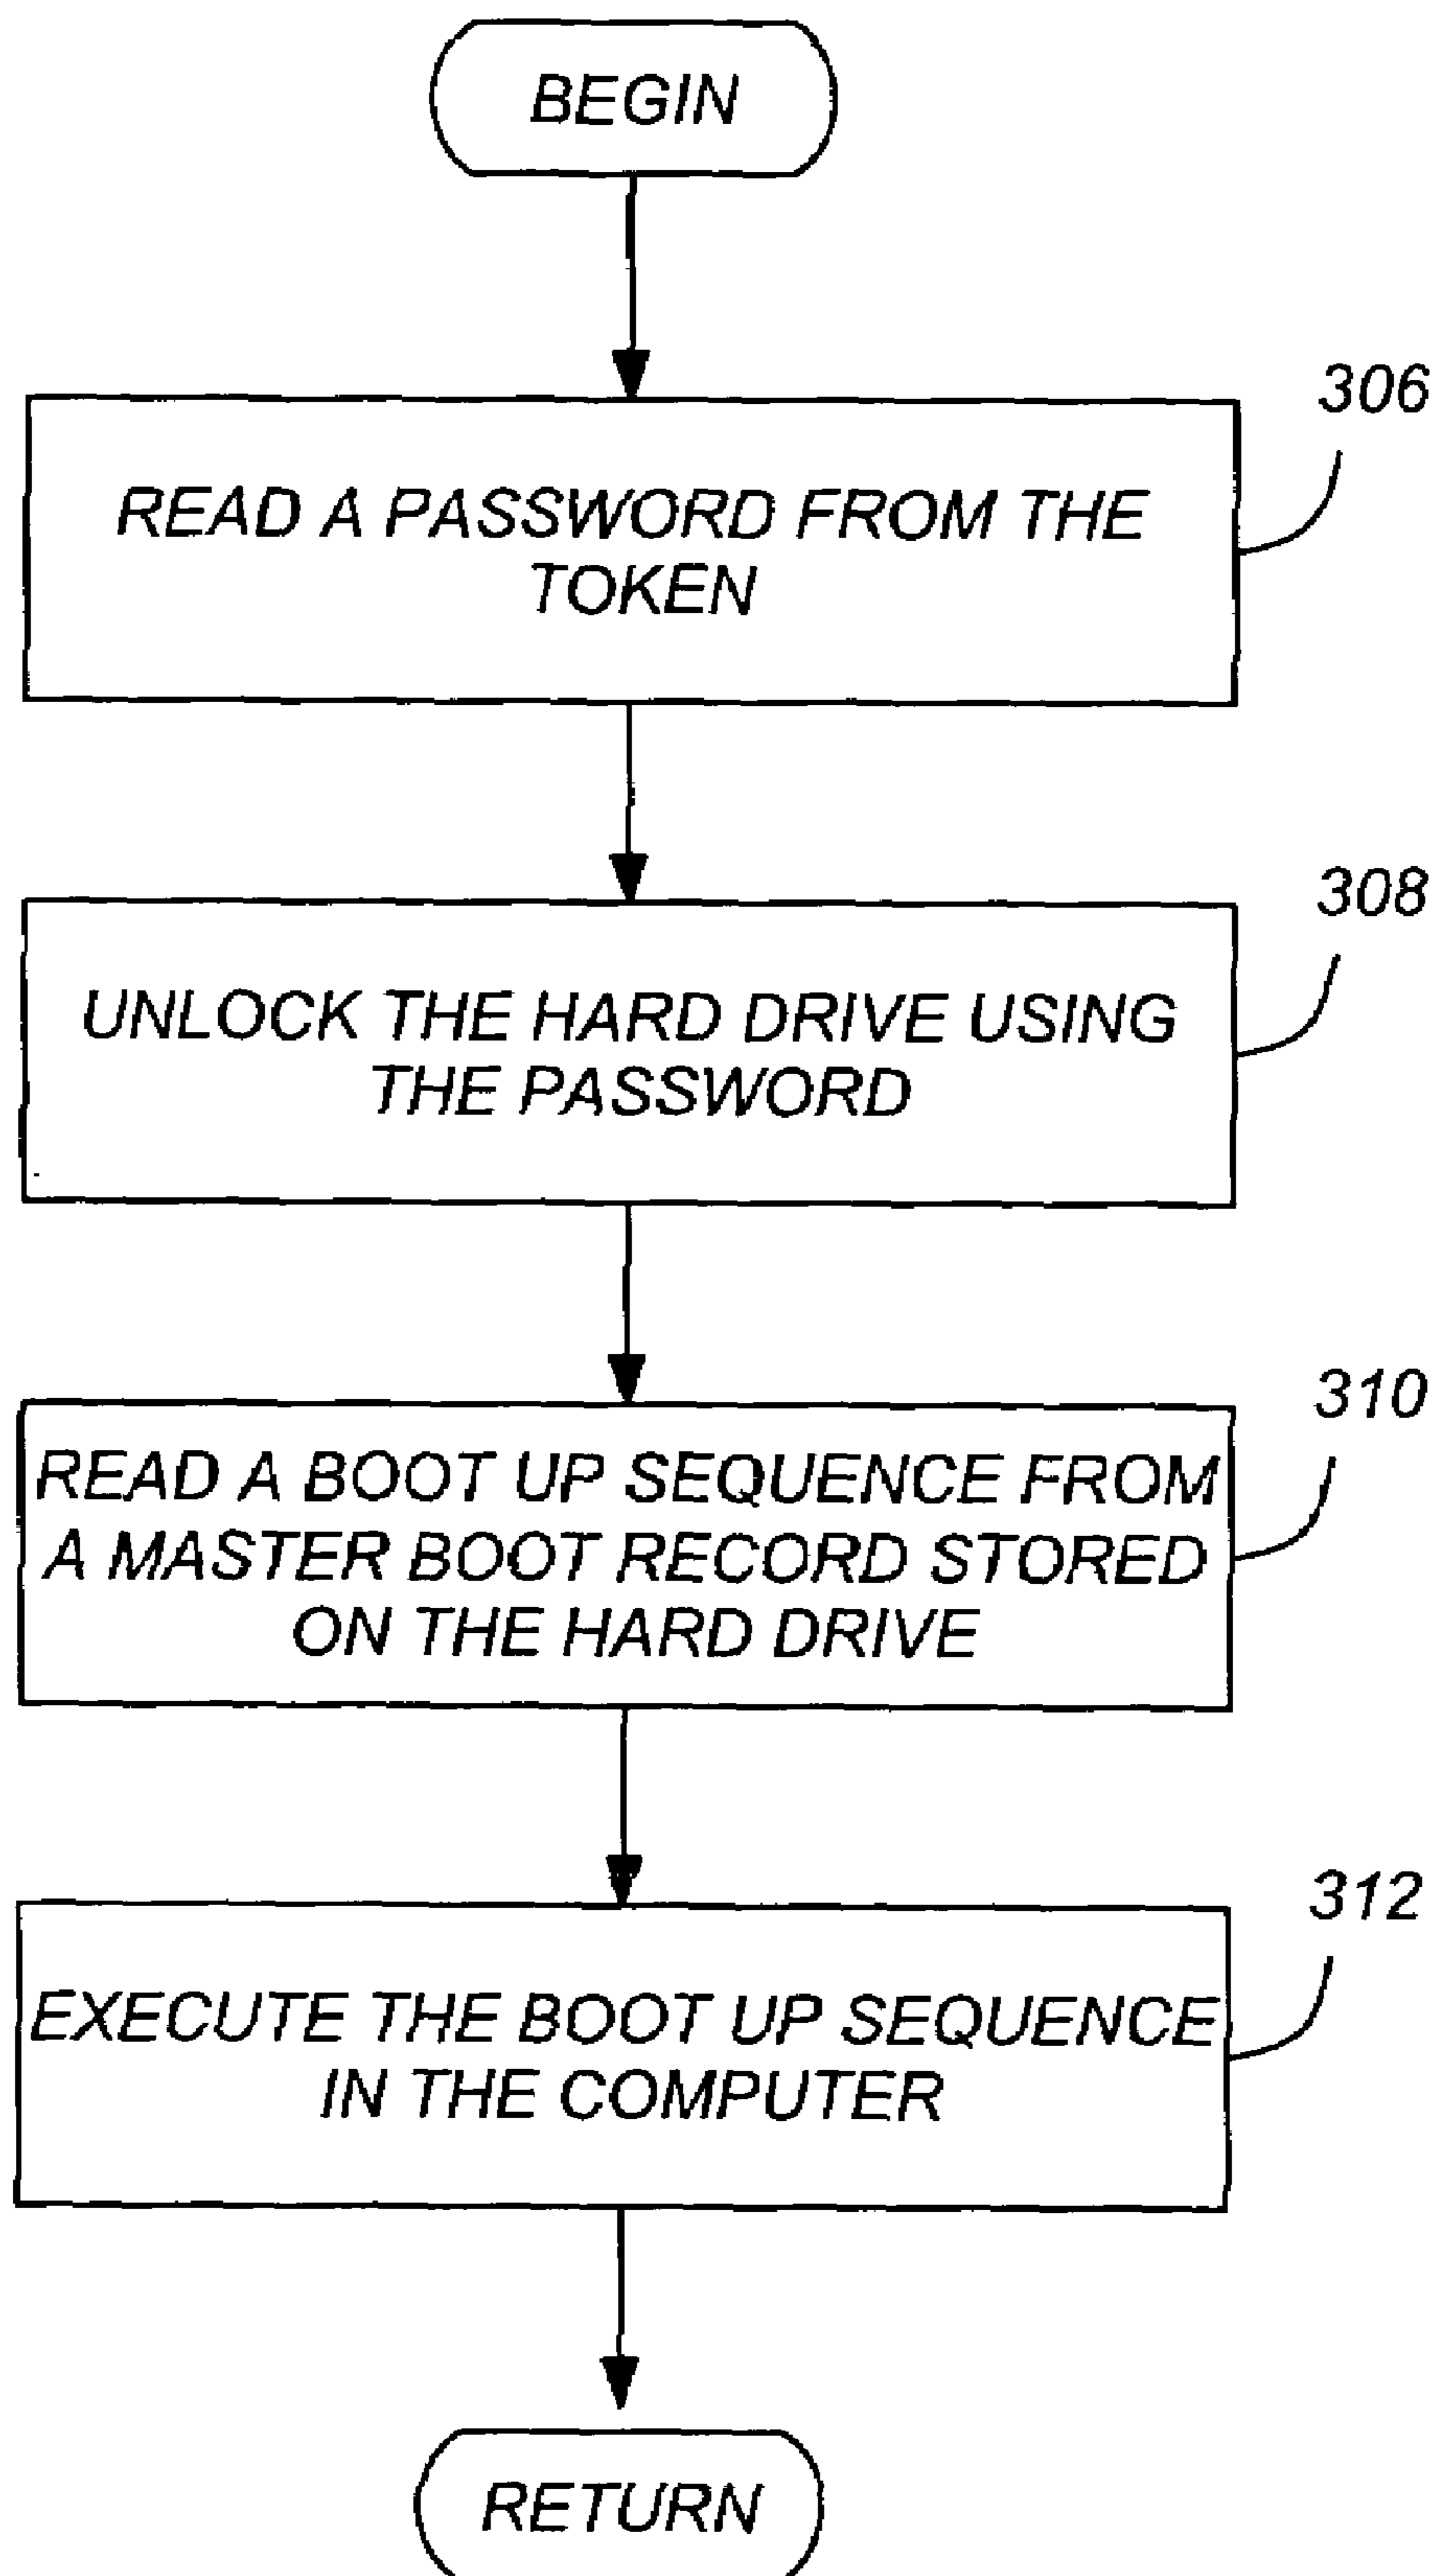 BEGIN
306
READ A PASSWORD FROM THE
TOKEN
308
UNLOCK THE HARD DRIVE USING
THE PASSWORD
310
READ A BOOT UP SEQUENCE FROM
A MASTER BOOT RECORD STORED
ON THE HARD DRIVE
312
EXECUTE THE BOOT UP SEQUENCE
IN THE COMPUTER
RETURN